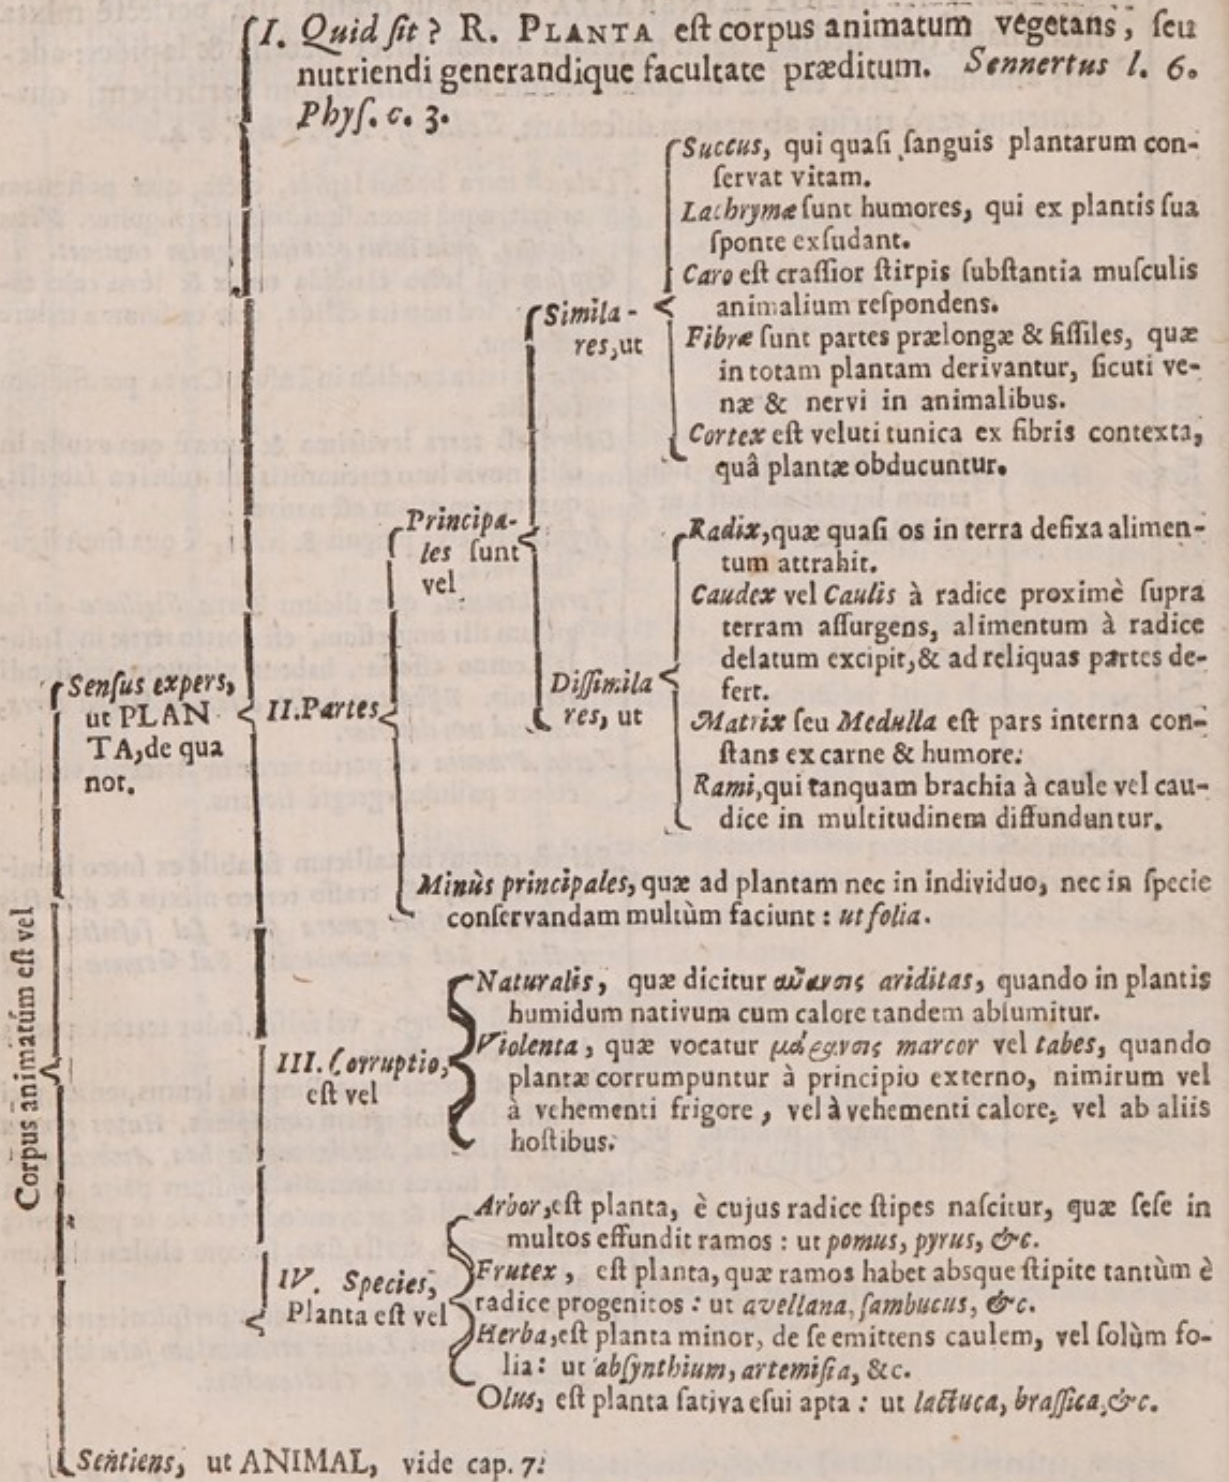 I. Quid ſit? R. PLANTA eſt corpus animatum vegetans, ſeu
nutriendi generandique facultate præditum. Sennertus l. 6.
Phyſ. c. 3.
Corpus animatum eſt vel
Senſus expers,
ut PLAN
TA, de qua
not.
II. Partes
Principa-
les ſunt
vel
Simila-
res, ut
Succus, qui quaſi ſanguis plantarum con-
ſervat vitam.
Lachrymæ ſunt humores, qui ex plantis ſua
ſponte exſudant.
Caro eſt craſſior ſtirpis ſubſtantia muſculis
animalium reſpondens.
Fibræ ſunt partes prælongæ & fiſſiles, quæ
in totam plantam derivantur, ſicuti ve-
næ & nervi in animalibus.
Cortex eſt veluti tunica ex fibris contexta,
quâ plantæ obducuntur.
Diſſimila
res, ut
Radix, quæ quaſi os in terra defixa alimen-
tum attrahit.
Caudex vel Caulis à radice proximè ſupra
terram aſſurgens, alimentum à radice
delatum excipit, & ad reliquas partes de-
fert.
Matrix ſeu Medulla eſt pars interna con-
ſtans ex carne & humore.
Rami, qui tanquam brachia à caule vel cau-
dice in multitudinem diffunduntur.
Minùs principales, quæ ad plantam nec in individuo, nec in ſpecie
conſervandam multùm faciunt: ut folia.
III. Corruptio,
eſt vel
Naturalis, quæ dicitur αὔανσις ariditas, quando in plantis
humidum nativum cum calore tandem abſumitur.
Violenta, quæ vocatur μάρανσις marcor vel tabes, quando
plantæ corrumpuntur à principio externo, nimirum vel
à vehementi frigore, vel à vehementi calore, vel ab aliis
hoſtibus.
IV. Species,
Planta eſt vel
Arbor, eſt planta, è cujus radice ſtipes naſcitur, quæ ſeſe in
multos effundit ramos: ut pomus, pyrus, &c.
Frutex, eſt planta, quæ ramos habet absque ſtipite tantùm è
radice progenitos: ut avellana, ſambucus, &c.
Herba, eſt planta minor, de ſe emittens caulem, vel ſolùm fo-
lia: ut abſynthium, artemiſia, &c.
Olus, eſt planta ſativa eſui apta: ut lactuca, braſſica, &c.
Sentiens, ut ANIMAL, vide cap. 7.